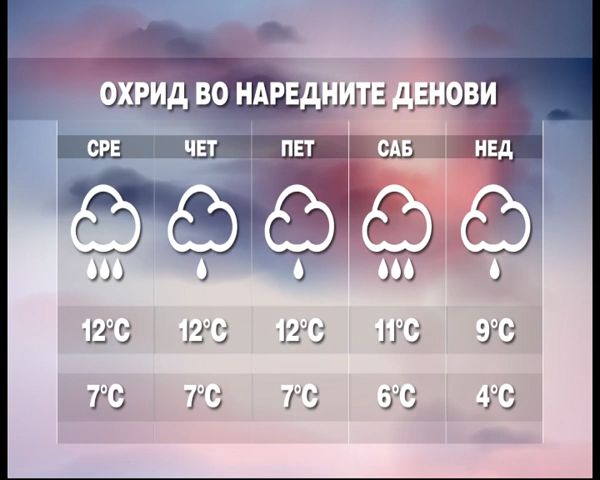 ОХРИД ВО НАРЕДНИТЕ ДЕНОВИ
СРЕ ЧЕТ ПЕТ САБ НЕД
12°C 12°C 12°C 11°C 9°C
7°C 7°C 7°C 6°C 4°C